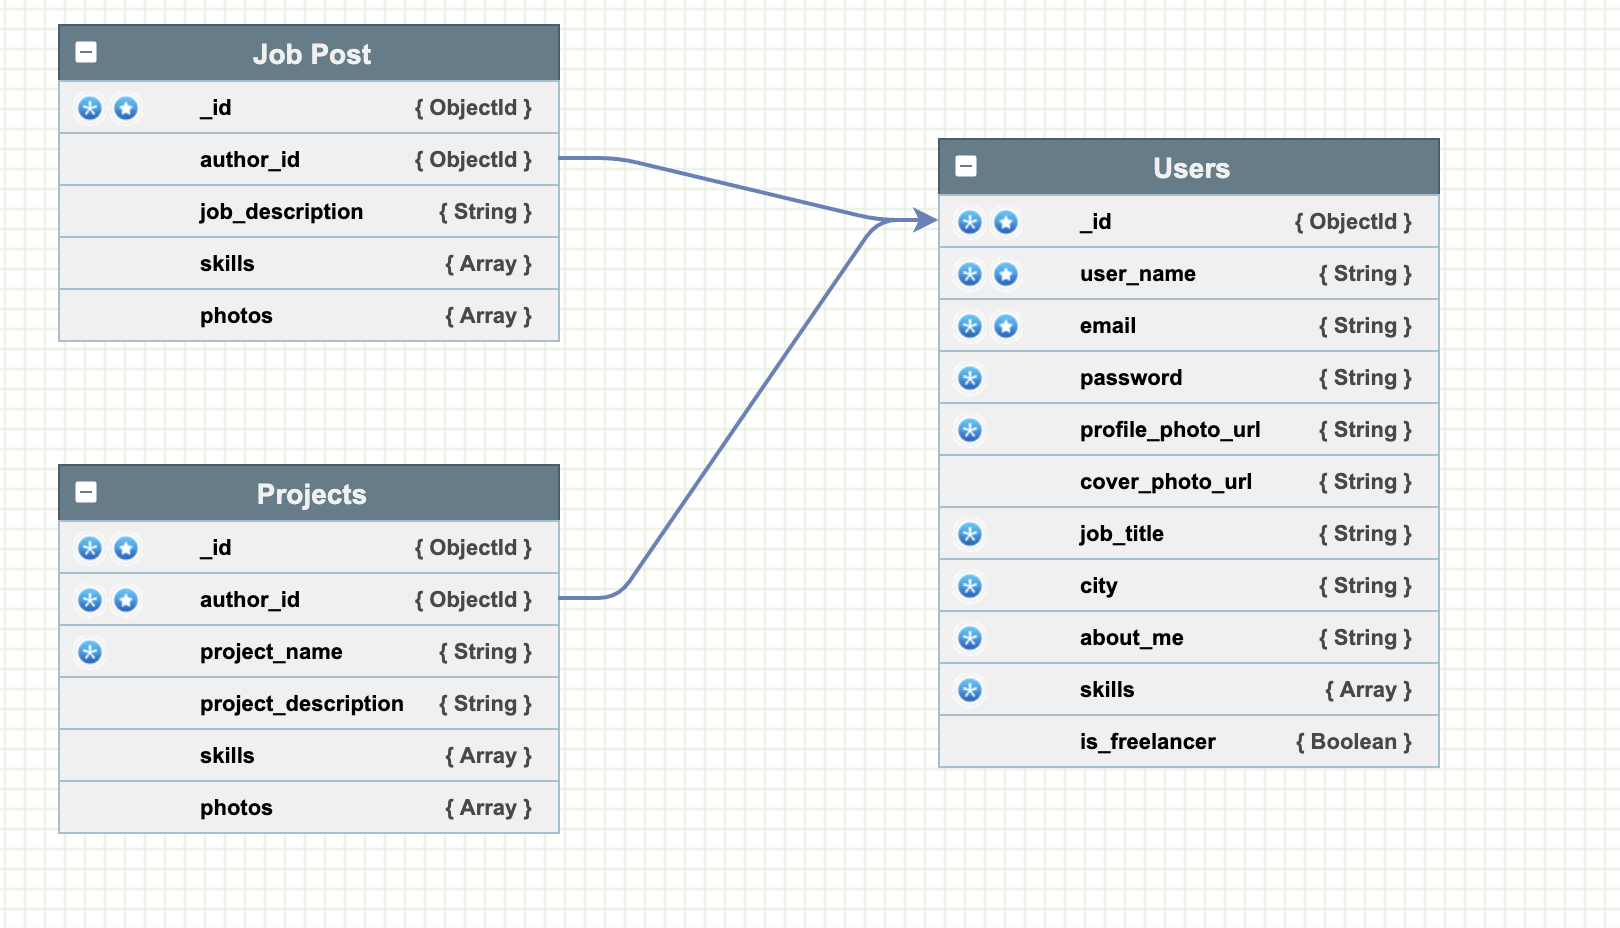 Job Post
_id { ObjectId }
author_id { ObjectId }
job_description { String }
skills { Array }
photos { Array }
Projects
_id { ObjectId }
author_id { ObjectId }
project_name { String }
project_description { String }
skills { Array }
photos { Array }
Users
_id { ObjectId }
user_name { String }
email { String }
password { String }
profile_photo_url { String }
cover_photo_url { String }
job_title { String }
city { String }
about_me { String }
skills { Array }
is_freelancer { Boolean }